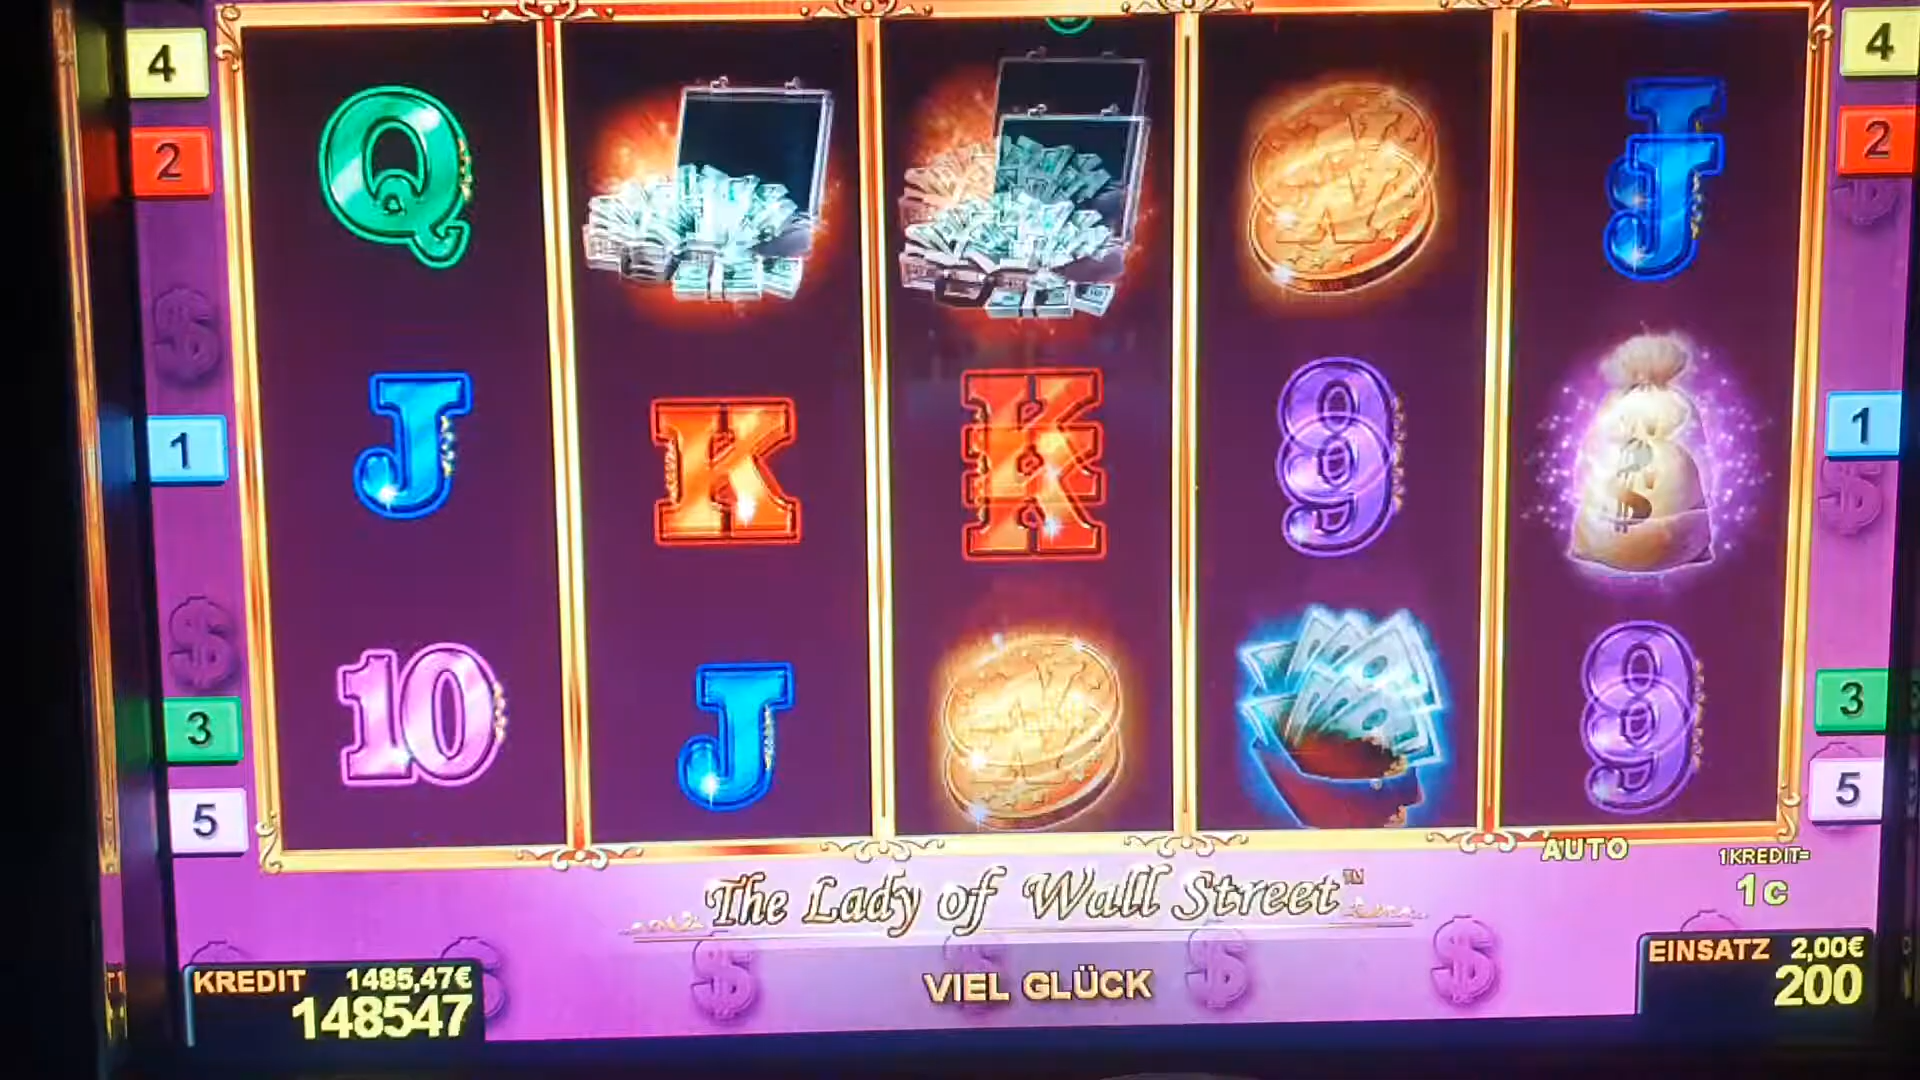 4
4
2
2
Q
J
J
K
K
9
1
1
10
J
9
3
3
5
5
AUTO
1KREDIT=
1c
The Lady of Wall Street™
KREDIT 1485,47€
148547
VIEL GLÜCK
EINSATZ 2,00€
200